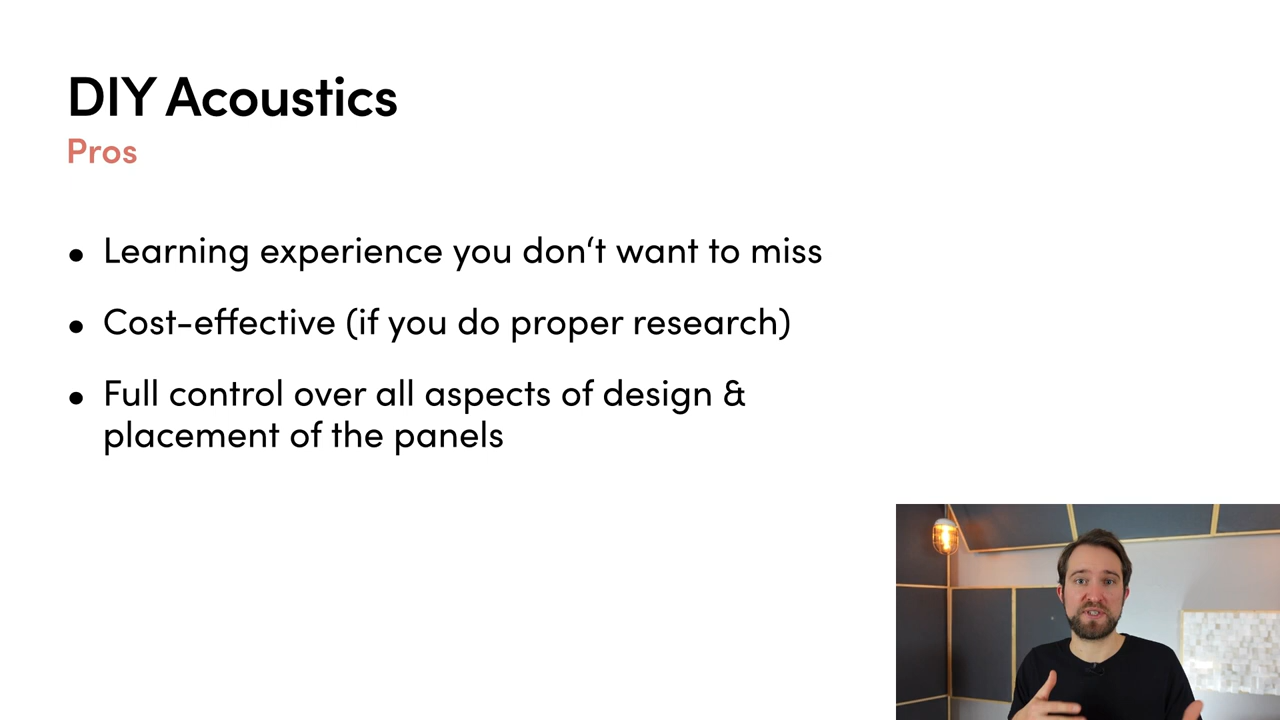 DIY Acoustics
Pros
• Learning experience you don‘t want to miss
• Cost-effective (if you do proper research)
• Full control over all aspects of design &
placement of the panels